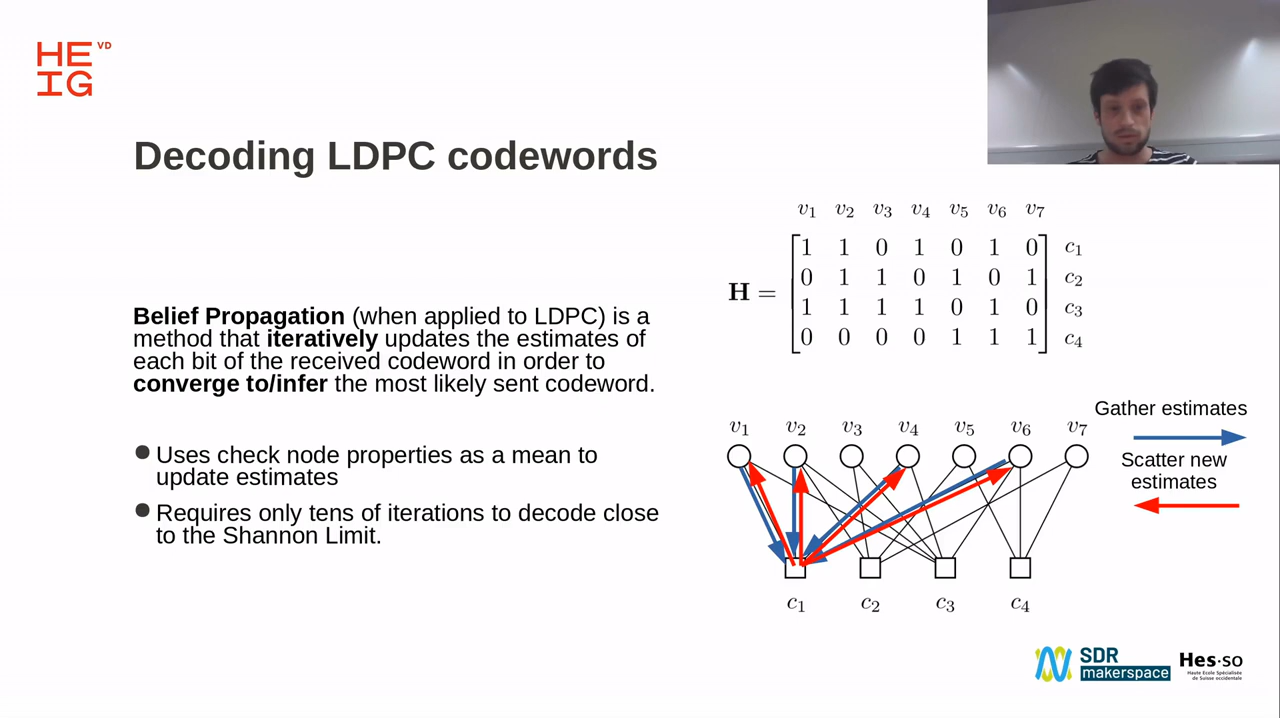 HE VD
IG
Decoding LDPC codewords
Belief Propagation (when applied to LDPC) is a
method that iteratively updates the estimates of
each bit of the received codeword in order to
converge to/infer the most likely sent codeword.
● Uses check node properties as a mean to
update estimates
● Requires only tens of iterations to decode close
to the Shannon Limit.
v1 v2 v3 v4 v5 v6 v7
1 1 0 1 0 1 0 c1
0 1 1 0 1 0 1 c2
H =
1 1 1 1 0 1 0 c3
0 0 0 0 1 1 1 c4
Gather estimates
v1 v2 v3 v4 v5 v6 v7
Scatter new
estimates
c1 c2 c3 c4
SDR
makerspace
Hes·so
Haute Ecole Spécialisée
de Suisse occidentale